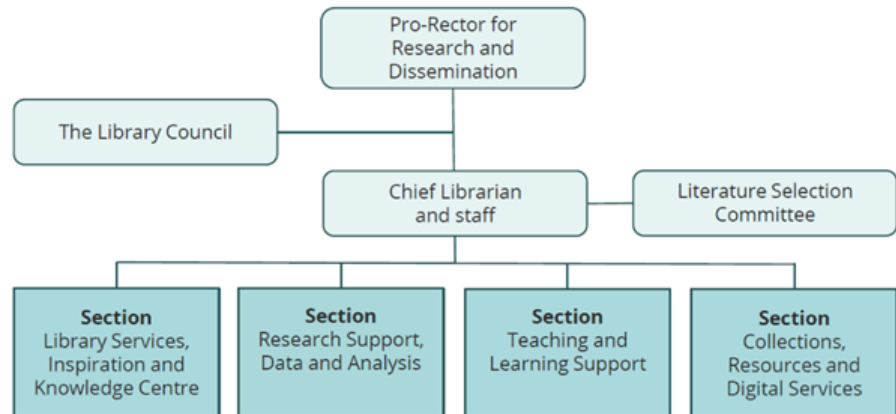 Pro-Rector for
Research and
Dissemination
The Library Council
Chief Librarian
and staff
Literature Selection
Committee
Section
Library Services,
Inspiration and
Knowledge Centre
Section
Research Support,
Data and Analysis
Section
Teaching and
Learning Support
Section
Collections,
Resources and
Digital Services